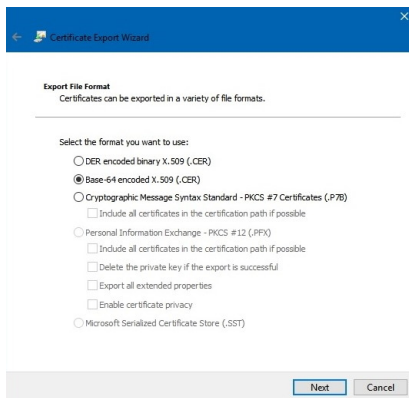 Certificate Export Wizard
Export File Format
Certificates can be exported in a variety of file formats.
Select the format you want to use:
DER encoded binary X.509 (.CER)
Base-64 encoded X.509 (.CER)
Cryptographic Message Syntax Standard - PKCS #7 Certificates (.P7B)
Include all certificates in the certification path if possible
Personal Information Exchange - PKCS #12 (.PFX)
Include all certificates in the certification path if possible
Delete the private key if the export is successful
Export all extended properties
Enable certificate privacy
Microsoft Serialized Certificate Store (.SST)
Next Cancel